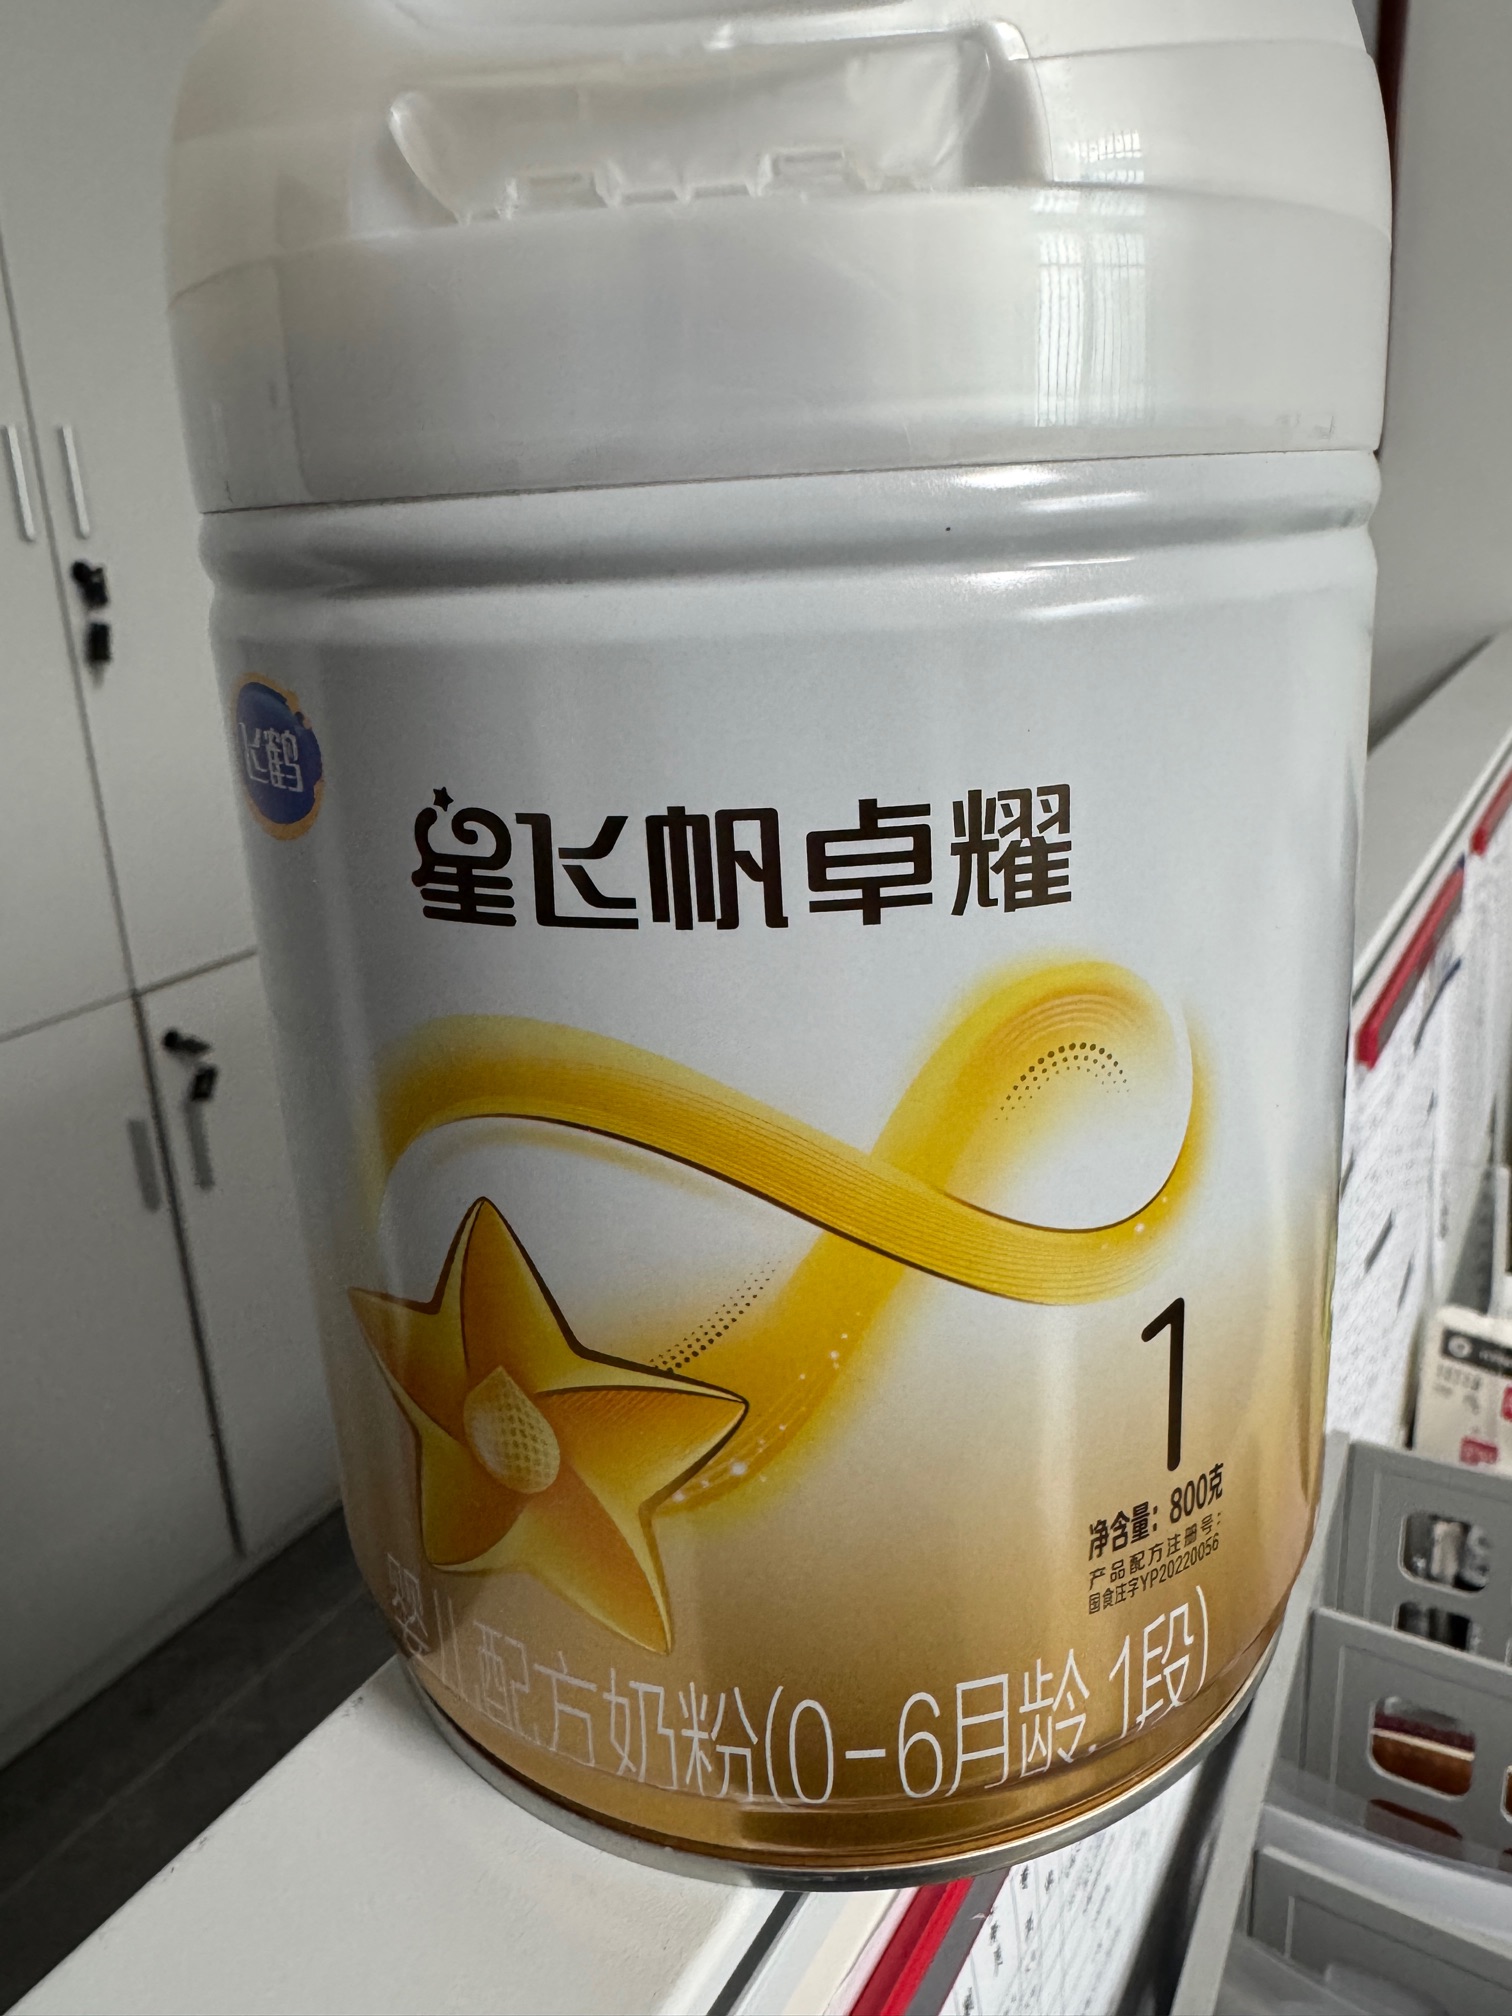 飞鹤
星飞帆卓耀
1
净含量：800克
产品配方注册号：
国食注字YP20220056
婴儿配方奶粉(0-6月龄,1段)